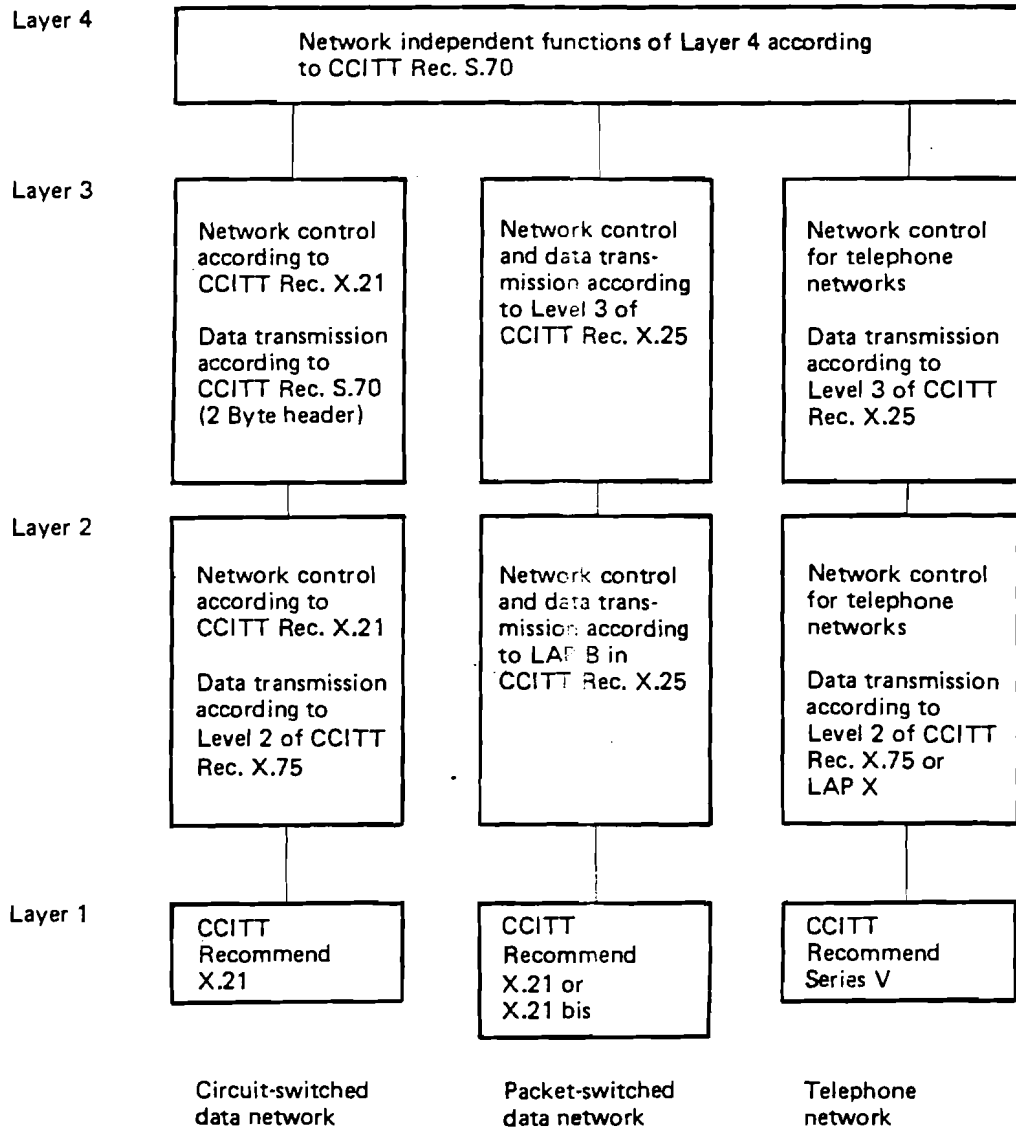 Layer 4
Network independent functions of Layer 4 according
to CCITT Rec. S.70
Layer 3
Network control
according to
CCITT Rec. X.21
Data transmission
according to
CCITT Rec. S.70
(2 Byte header)
Network control
and data trans-
mission according
to Level 3 of
CCITT Rec. X.25
Network control
for telephone
networks
Data transmission
according to
Level 3 of CCITT
Rec. X.25
Layer 2
Network control
according to
CCITT Rec. X.21
Data transmission
according to
Level 2 of CCITT
Rec. X.75
Network control
and data trans-
mission according
to LAP B in
CCITT Rec. X.25
Network control
for telephone
networks
Data transmission
according to
Level 2 of CCITT
Rec. X.75 or
LAP X
Layer 1
CCITT
Recommend
X.21
CCITT
Recommend
X.21 or
X.21 bis
CCITT
Recommend
Series V
Circuit-switched
data network
Packet-switched
data network
Telephone
network